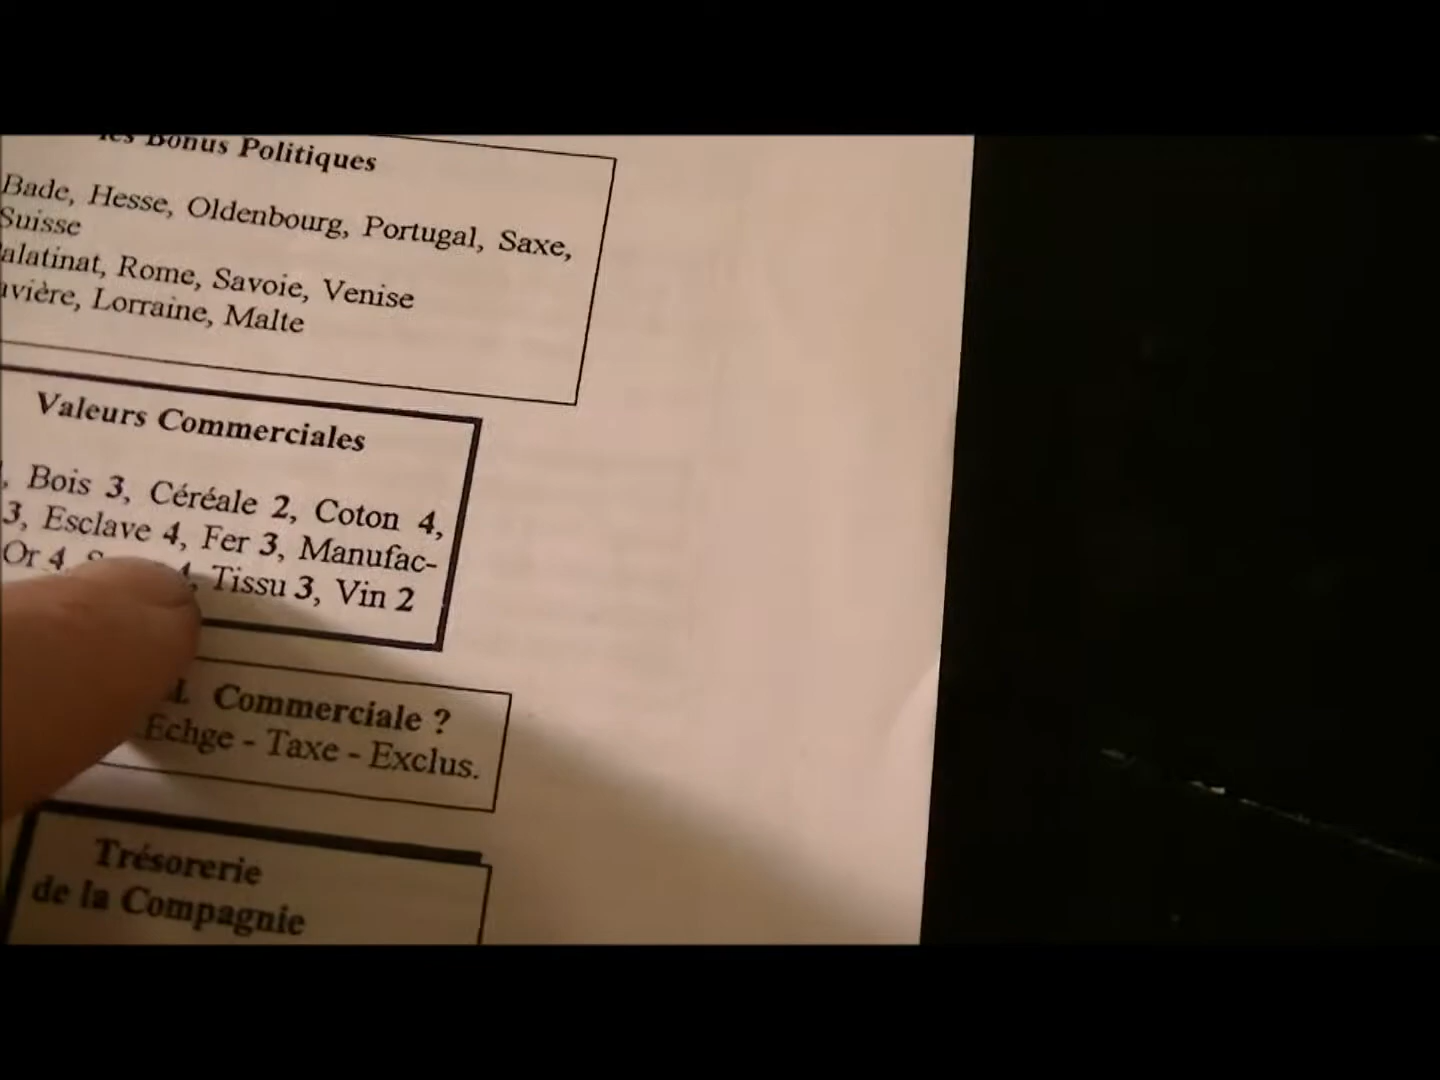 Bonus Politiques
Bade, Hesse, Oldenbourg, Portugal, Saxe,
Suisse
Rome, Savoie, Venise
Lorraine, Malte
Valeurs Commerciales
, Bois 3, Céréale 2, Coton 4,
3, Esclave 4, Fer 3, Manufac-
Or 4, 4, Tissu 3, Vin 2
Commerciale ?
Echge - Taxe - Exclus.
Trésorerie
de la Compagnie